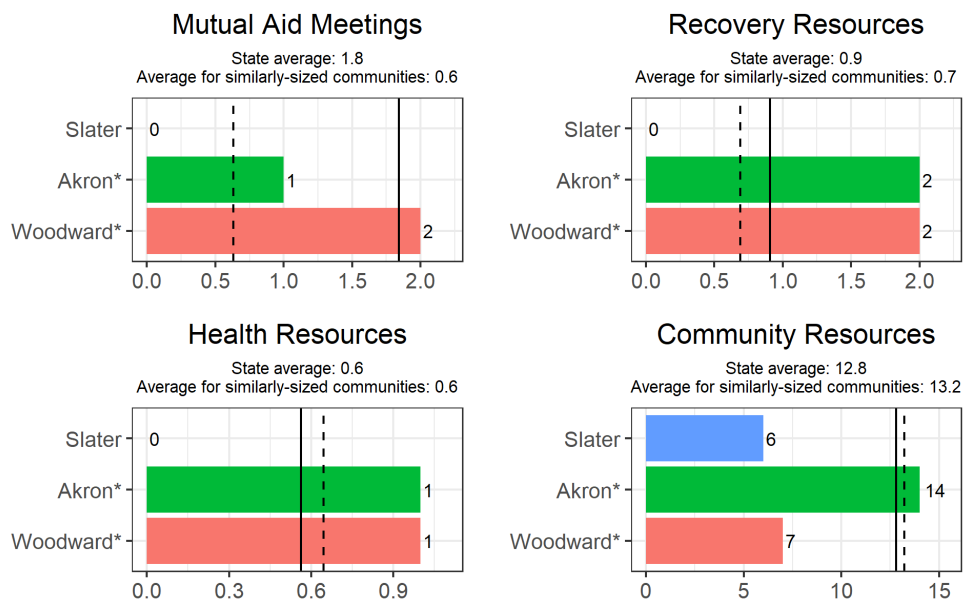 Mutual Aid Meetings
State average: 1.8
Average for similarly-sized communities: 0.6
Slater
0
Akron*
1
Woodward*
2
0.0 0.5 1.0 1.5 2.0
Recovery Resources
State average: 0.9
Average for similarly-sized communities: 0.7
Slater
0
Akron*
2
Woodward*
2
0.0 0.5 1.0 1.5 2.0
Health Resources
State average: 0.6
Average for similarly-sized communities: 0.6
Slater
0
Akron*
1
Woodward*
1
0.0 0.3 0.6 0.9
Community Resources
State average: 12.8
Average for similarly-sized communities: 13.2
Slater
6
Akron*
14
Woodward*
7
0 5 10 15